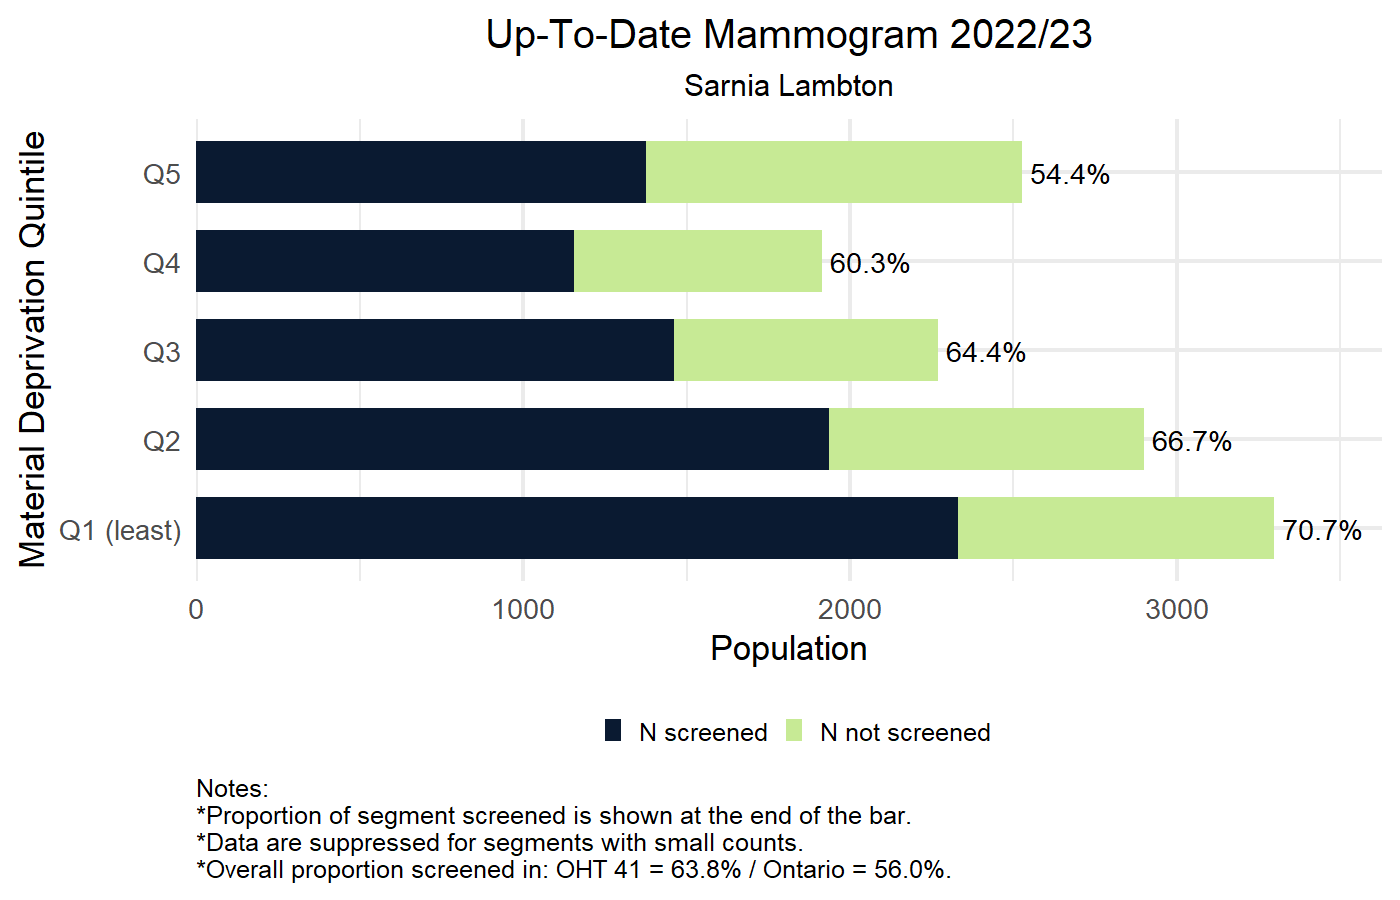 Up-To-Date Mammogram 2022/23
Sarnia Lambton
Material Deprivation Quintile
Q5
54.4%
Q4
60.3%
Q3
64.4%
Q2
66.7%
Q1 (least)
70.7%
0 1000 2000 3000
Population
N screened N not screened
Notes:
*Proportion of segment screened is shown at the end of the bar.
*Data are suppressed for segments with small counts.
*Overall proportion screened in: OHT 41 = 63.8% / Ontario = 56.0%.